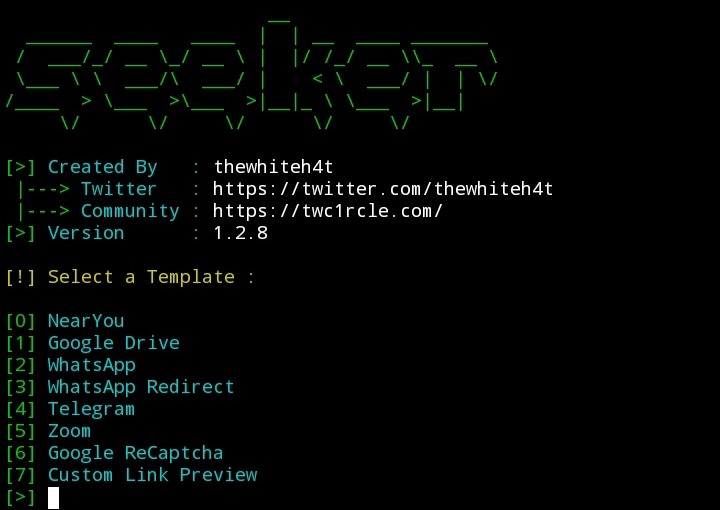 seeker
[>] Created By   : thewhiteh4t
 |---> Twitter   : https://twitter.com/thewhiteh4t
 |---> Community : https://twc1rcle.com/
[>] Version      : 1.2.8
[!] Select a Template :
[0] NearYou
[1] Google Drive
[2] WhatsApp
[3] WhatsApp Redirect
[4] Telegram
[5] Zoom
[6] Google ReCaptcha
[7] Custom Link Preview
[>]